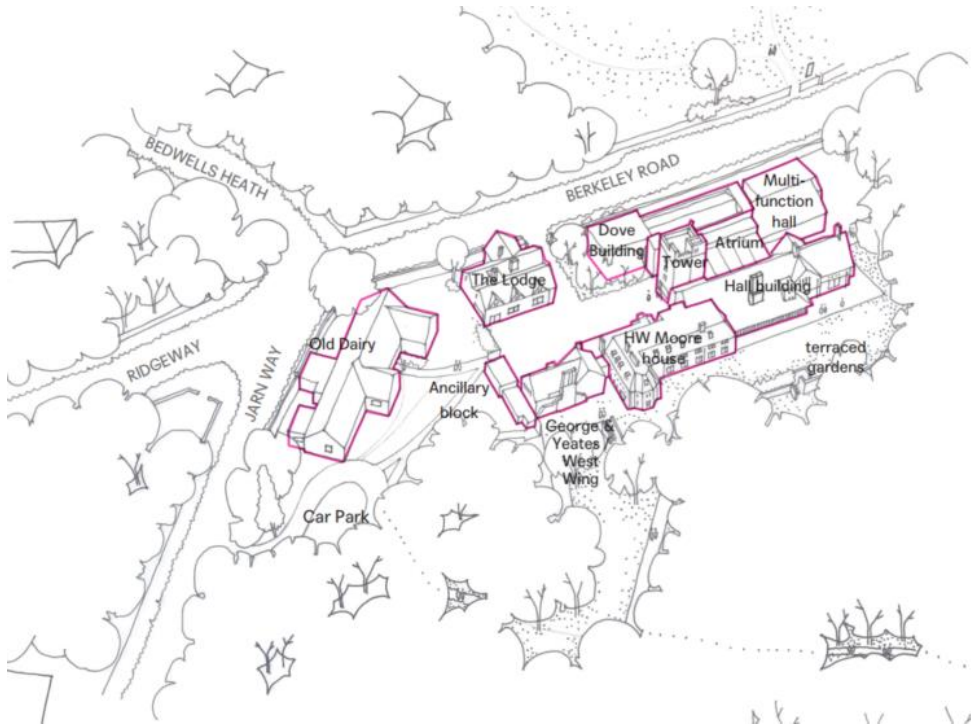 BEDWELLS HEATH
BERKELEY ROAD
Multi-
function
hall
Dove
Building
Tower
Atrium
The Lodge
Hall building
Old Dairy
HW Moore
house
RIDGEWAY
JARN WAY
terraced
gardens
Ancillary
block
George &
Yeates
West
Wing
Car Park